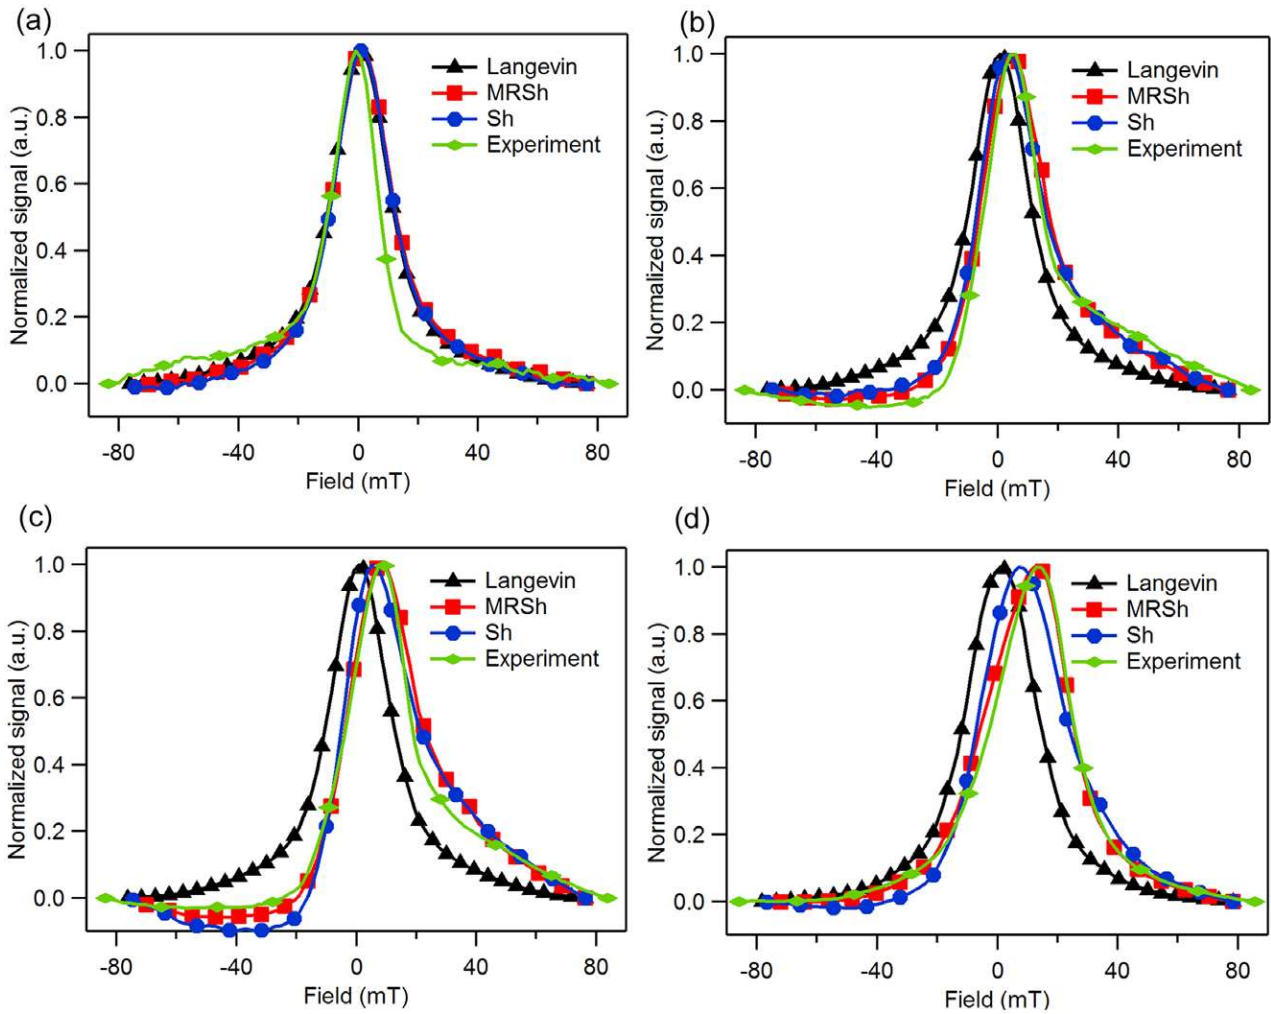 (a)
Normalized signal (a.u.)
1.0
0.8
0.6
0.4
0.2
0.0
-80
-40
0
40
80
Field (mT)
Langevin
MRSh
Sh
Experiment
(b)
Normalized signal (a.u.)
1.0
0.8
0.6
0.4
0.2
0.0
-80
-40
0
40
80
Field (mT)
Langevin
MRSh
Sh
Experiment
(c)
Normalized signal (a.u.)
1.0
0.8
0.6
0.4
0.2
0.0
-80
-40
0
40
80
Field (mT)
Langevin
MRSh
Sh
Experiment
(d)
Normalized signal (a.u.)
1.0
0.8
0.6
0.4
0.2
0.0
-80
-40
0
40
80
Field (mT)
Langevin
MRSh
Sh
Experiment